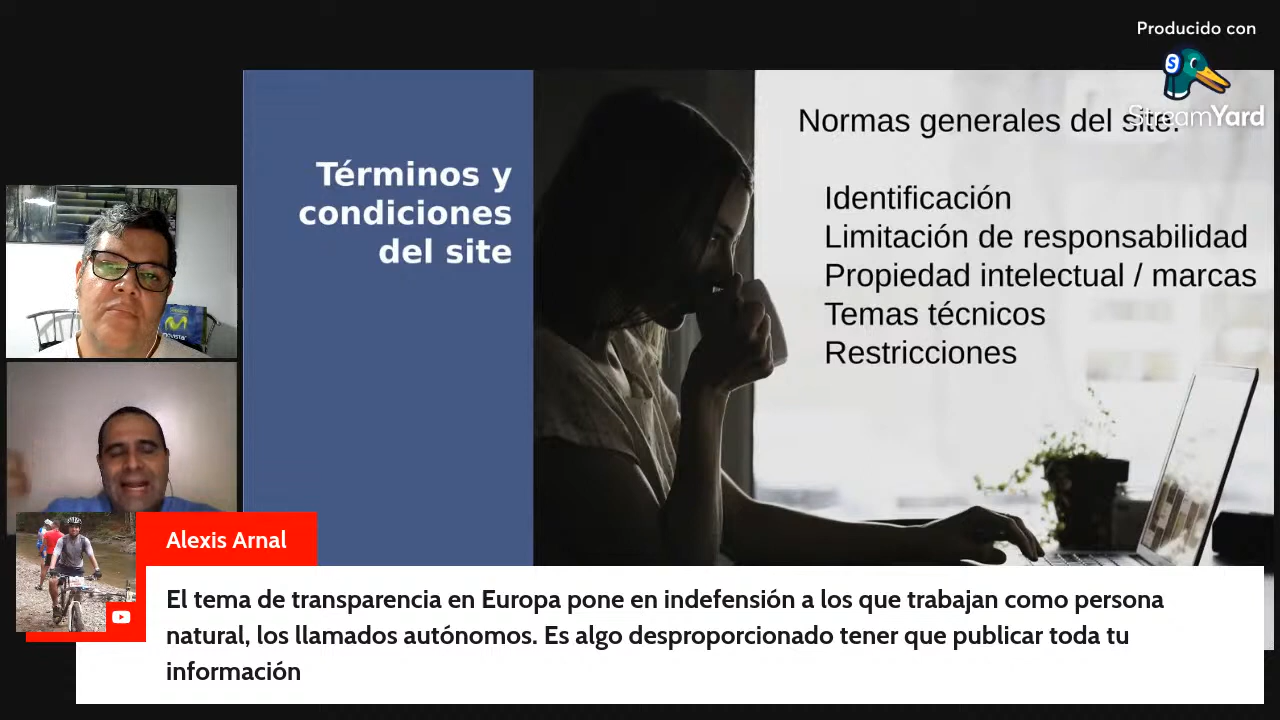 Producido con
StreamYard
Términos y
condiciones
del site
Normas generales del site:
Identificación
Limitación de responsabilidad
Propiedad intelectual / marcas
Temas técnicos
Restricciones
movistar
Alexis Arnal
El tema de transparencia en Europa pone en indefensión a los que trabajan como persona
natural, los llamados autónomos. Es algo desproporcionado tener que publicar toda tu
información